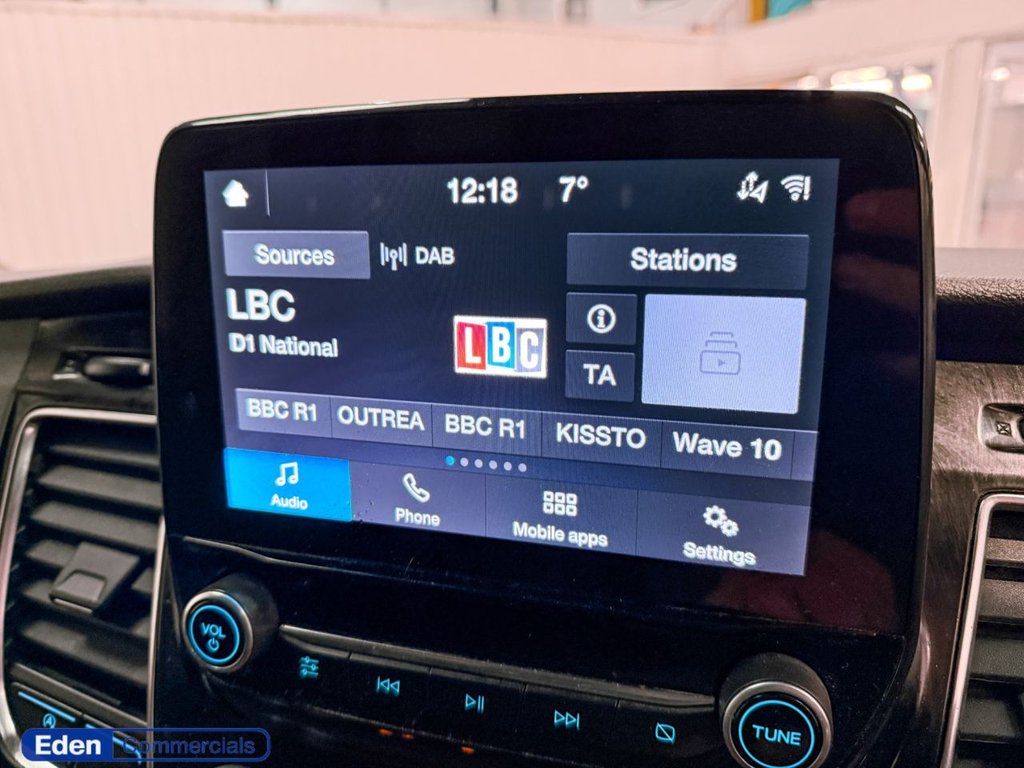 12:18 7°
Sources DAB Stations
LBC
D1 National
LBC
TA
BBC R1 OUTREA BBC R1 KISSTO Wave 10
Audio Phone Mobile apps Settings
VOL
TUNE
Eden Commercials